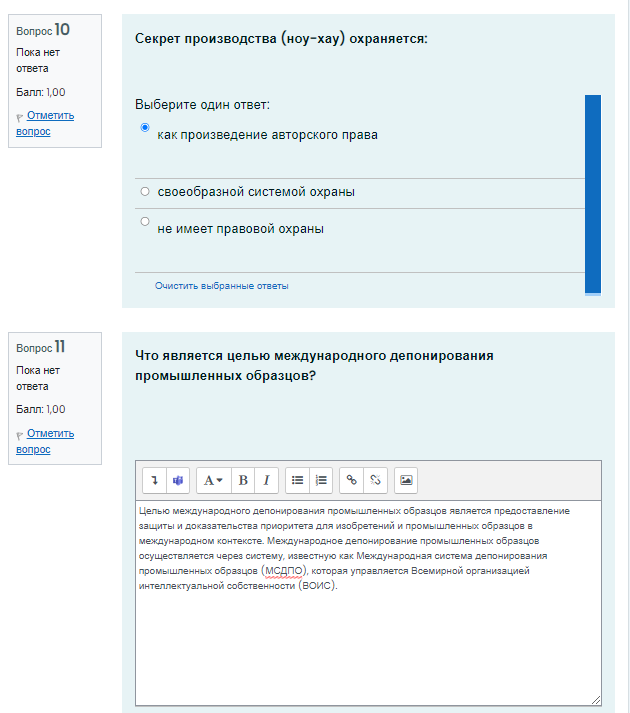 Вопрос 10
Пока нет
ответа
Балл: 1,00
Отметить
вопрос
Секрет производства (ноу-хау) охраняется:
Выберите один ответ:
как произведение авторского права
своеобразной системой охраны
не имеет правовой охраны
Очистить выбранные ответы
Вопрос 11
Пока нет
ответа
Балл: 1,00
Отметить
вопрос
Что является целью международного депонирования
промышленных образцов?
A B I
Целью международного депонирования промышленных образцов является предоставление
защиты и доказательства приоритета для изобретений и промышленных образцов в
международном контексте. Международное депонирование промышленных образцов
осуществляется через систему, известную как Международная система депонирования
промышленных образцов (МСДПО), которая управляется Всемирной организацией
интеллектуальной собственности (ВОИС).